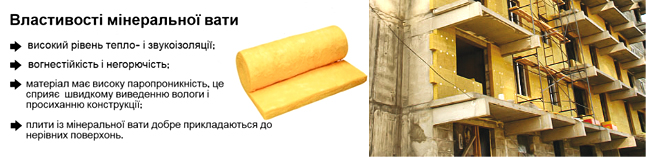 Властивості мінеральної вати
високий рівень тепло- і звукоізоляції;
вогнестійкість і негорючість;
матеріал має високу паропроникність, це
сприяє швидкому виведенню вологи і
просиханню конструкції;
плити із мінеральної вати добре прикладаються до
нерівних поверхонь.